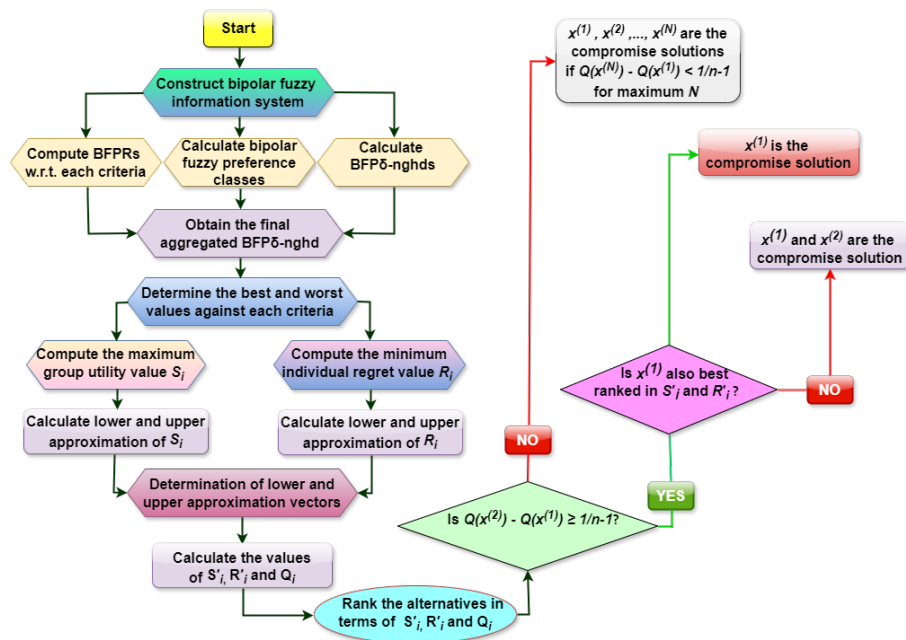 Start
Construct bipolar fuzzy
information system
Compute BFPRs
w.r.t. each criteria
Calculate bipolar
fuzzy preference
classes
Calculate
BFPδ-nghds
Obtain the final
aggregated BFPδ-nghd
Determine the best and worst
values against each criteria
Compute the maximum
group utility value Sᵢ
Compute the minimum
individual regret value Rᵢ
Calculate lower and upper
approximation of Sᵢ
Calculate lower and upper
approximation of Rᵢ
Determination of lower and
upper approximation vectors
Calculate the values
of S'ᵢ, R'ᵢ and Qᵢ
Rank the alternatives in
terms of S'ᵢ, R'ᵢ and Qᵢ
Is Q(x⁽²⁾) - Q(x⁽¹⁾) ≥ 1/n-1?
NO
x⁽¹⁾ , x⁽²⁾ ,..., x⁽ᴺ⁾ are the
compromise solutions
if Q(x⁽ᴺ⁾) - Q(x⁽¹⁾) < 1/n-1
for maximum N
YES
Is x⁽¹⁾ also best
ranked in S'ᵢ and R'ᵢ ?
NO
x⁽¹⁾ and x⁽²⁾ are the
compromise solution
x⁽¹⁾ is the
compromise solution